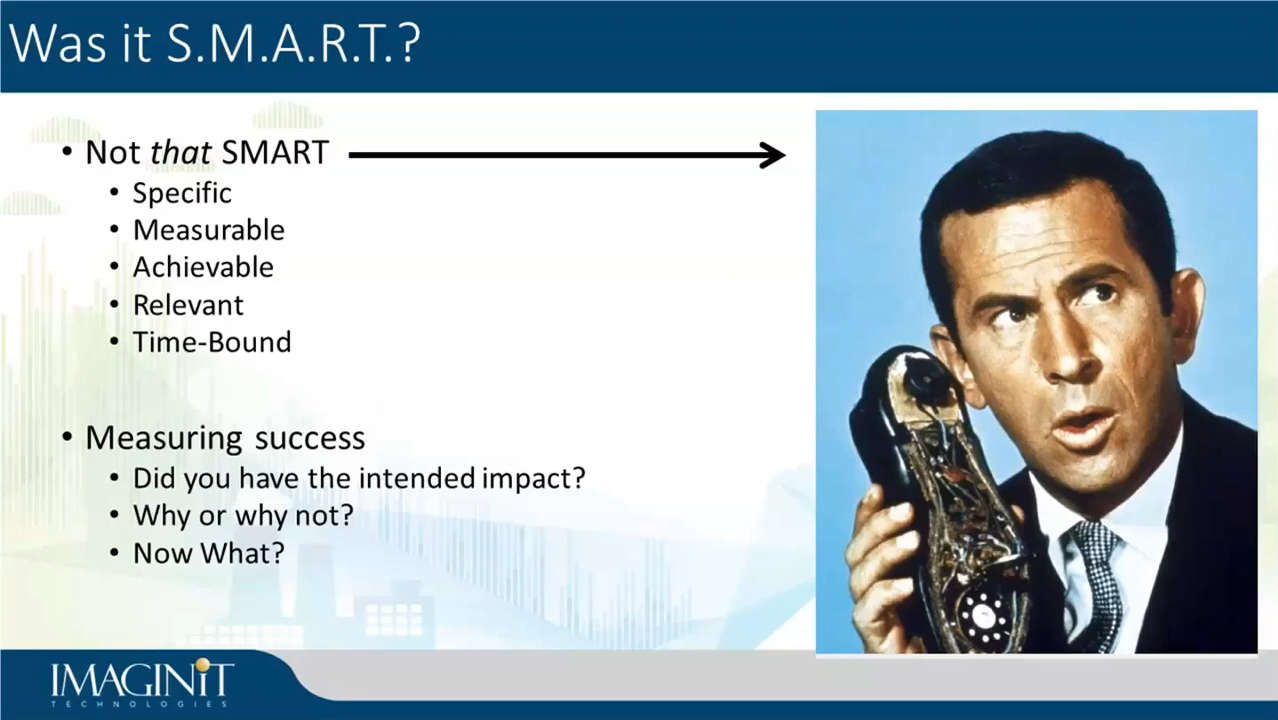 Was it S.M.A.R.T.?
• Not that SMART
• Specific
• Measurable
• Achievable
• Relevant
• Time-Bound
• Measuring success
• Did you have the intended impact?
• Why or why not?
• Now What?
IMAGINiT
TECHNOLOGIES